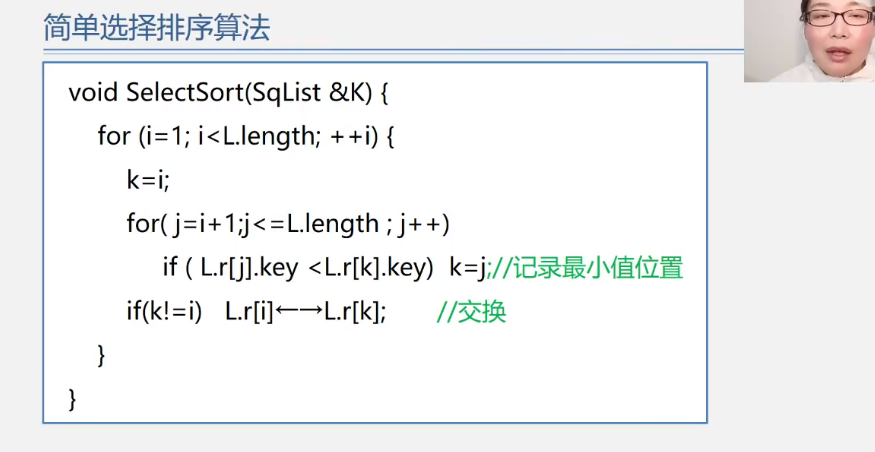 简单选择排序算法
void SelectSort(SqList &K) {
for (i=1; i<L.length; ++i) {
k=i;
for( j=i+1;j<=L.length ; j++)
if ( L.r[j].key <L.r[k].key)  k=j;//记录最小值位置
if(k!=i)   L.r[i]←→L.r[k];      //交换
}
}